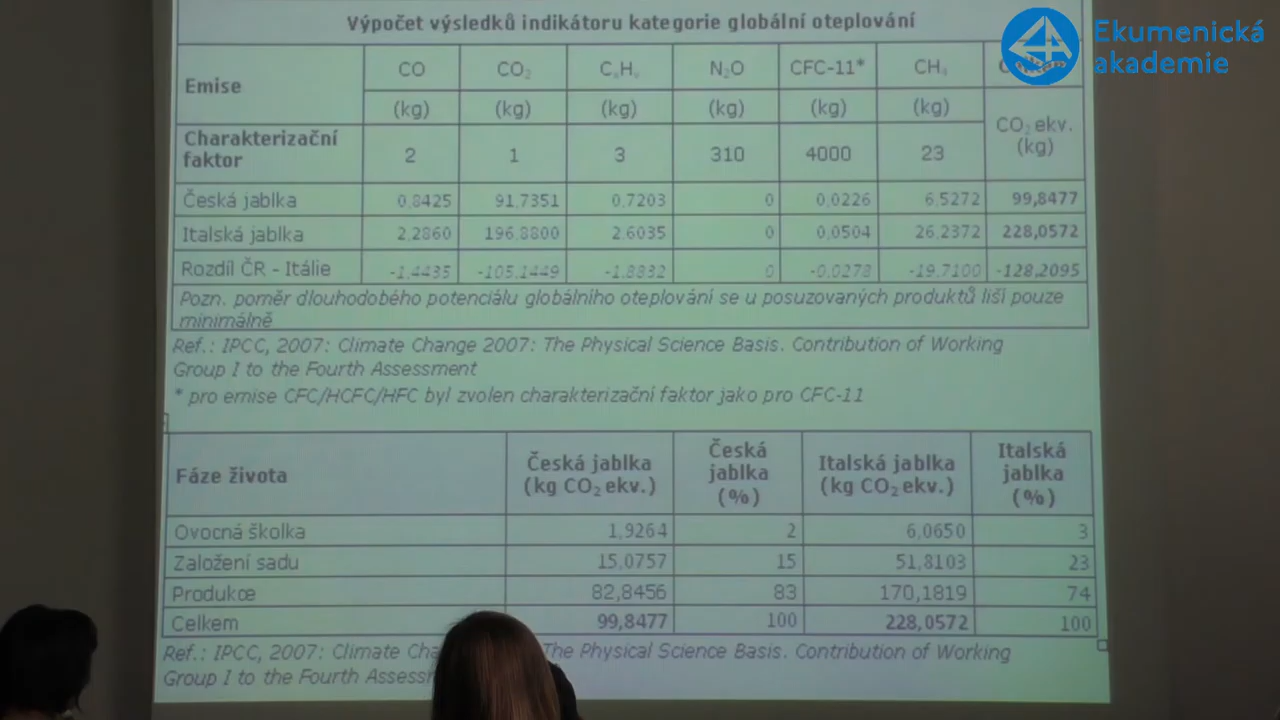 Výpočet výsledků indikátoru kategorie globální oteplování
Ekumenická
akademie
Emise CO CO₂ CₓHᵧ N₂O CFC-11* CH₄
(kg) (kg) (kg) (kg) (kg) (kg) CO₂ ekv. (kg)
Charakterizační faktor 2 1 3 310 4000 23
Česká jablka 0,8425 91,7351 0,7203 0 0,0226 6,5272 99,8477
Italská jablka 2,2860 196,8800 2,6035 0 0,0504 26,2372 228,0572
Rozdíl ČR - Itálie -1,4435 -105,1449 -1,8832 0 -0,0278 -19,7100 -128,2095
Pozn. poměr dlouhodobého potenciálu globálního oteplování se u posuzovaných produktů liší pouze
minimálně
Ref.: IPCC, 2007: Climate Change 2007: The Physical Science Basis. Contribution of Working
Group I to the Fourth Assessment
* pro emise CFC/HCFC/HFC byl zvolen charakterizační faktor jako pro CFC-11
Fáze života Česká jablka (kg CO₂ ekv.) Česká jablka (%) Italská jablka (kg CO₂ ekv.) Italská jablka (%)
Ovocná školka 1,9264 2 6,0650 3
Založení sadu 15,0757 15 51,8103 23
Produkce 82,8456 83 170,1819 74
Celkem 99,8477 100 228,0572 100
Ref.: IPCC, 2007: Climate The Physical Science Basis. Contribution of Working
Group I to the Fourth